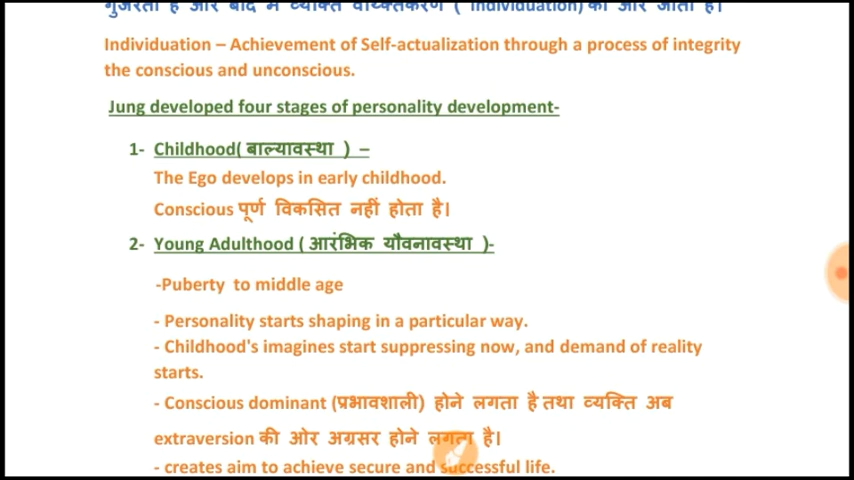 गुजरता है और बाद में व्यक्ति ( Individuation) की ओर जाता है।
Individuation – Achievement of Self-actualization through a process of integrity
the conscious and unconscious.
Jung developed four stages of personality development-
1- Childhood( बाल्यावस्था ) –
The Ego develops in early childhood.
Conscious पूर्ण विकसित नहीं होता है।
2- Young Adulthood ( आरंभिक यौवनावस्था )-
-Puberty to middle age
- Personality starts shaping in a particular way.
- Childhood's imagines start suppressing now, and demand of reality
starts.
- Conscious dominant (प्रभावशाली) होने लगता है तथा व्यक्ति अब
extraversion की ओर अग्रसर होने लगता है।
- creates aim to achieve secure and successful life.